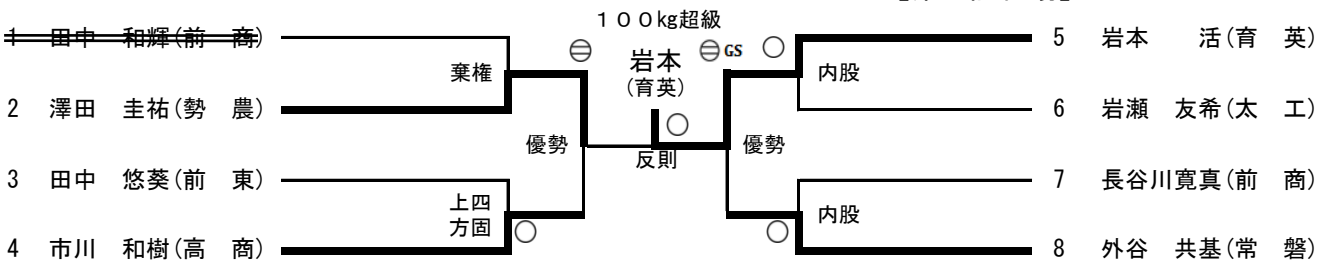 １００kg超級
1 田中 和輝(前 商)
2 澤田 圭祐(勢 農)
3 田中 悠葵(前 東)
4 市川 和樹(高 商)
棄権
上四
方固
優勢
岩本
(育英)
反則
GS
優勢
内股
内股
5 岩本 活(育 英)
6 岩瀬 友希(太 工)
7 長谷川寛真(前 商)
8 外谷 共基(常 磐)